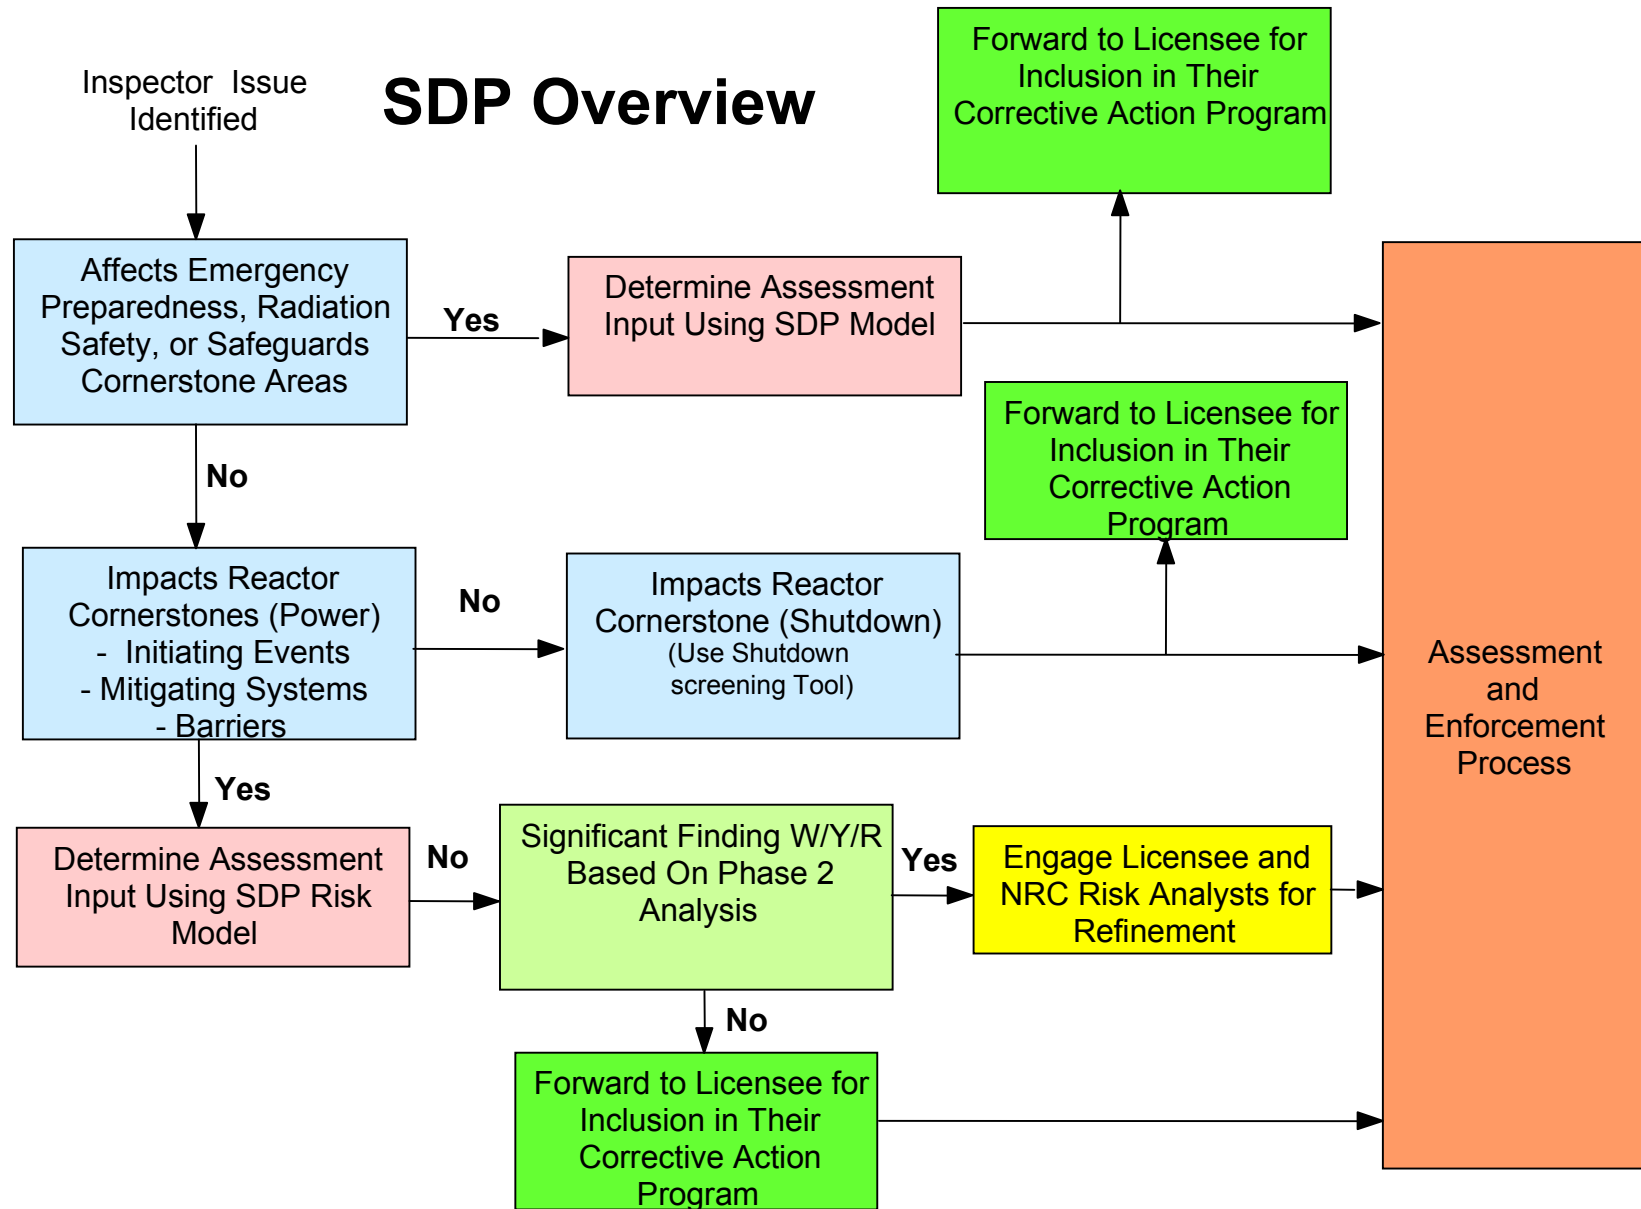 SDP Overview
Inspector Issue
Identified
Forward to Licensee for
Inclusion in Their
Corrective Action Program
Affects Emergency
Preparedness, Radiation
Safety, or Safeguards
Cornerstone Areas
Yes
Determine Assessment
Input Using SDP Model
No
Forward to Licensee for
Inclusion in Their
Corrective Action
Program
Impacts Reactor
Cornerstones (Power)
- Initiating Events
- Mitigating Systems
- Barriers
No
Impacts Reactor
Cornerstone (Shutdown)
(Use Shutdown
screening Tool)
Assessment
and
Enforcement
Process
Yes
Determine Assessment
Input Using SDP Risk
Model
No
Significant Finding W/Y/R
Based On Phase 2
Analysis
Yes
Engage Licensee and
NRC Risk Analysts for
Refinement
No
Forward to Licensee for
Inclusion in Their
Corrective Action
Program